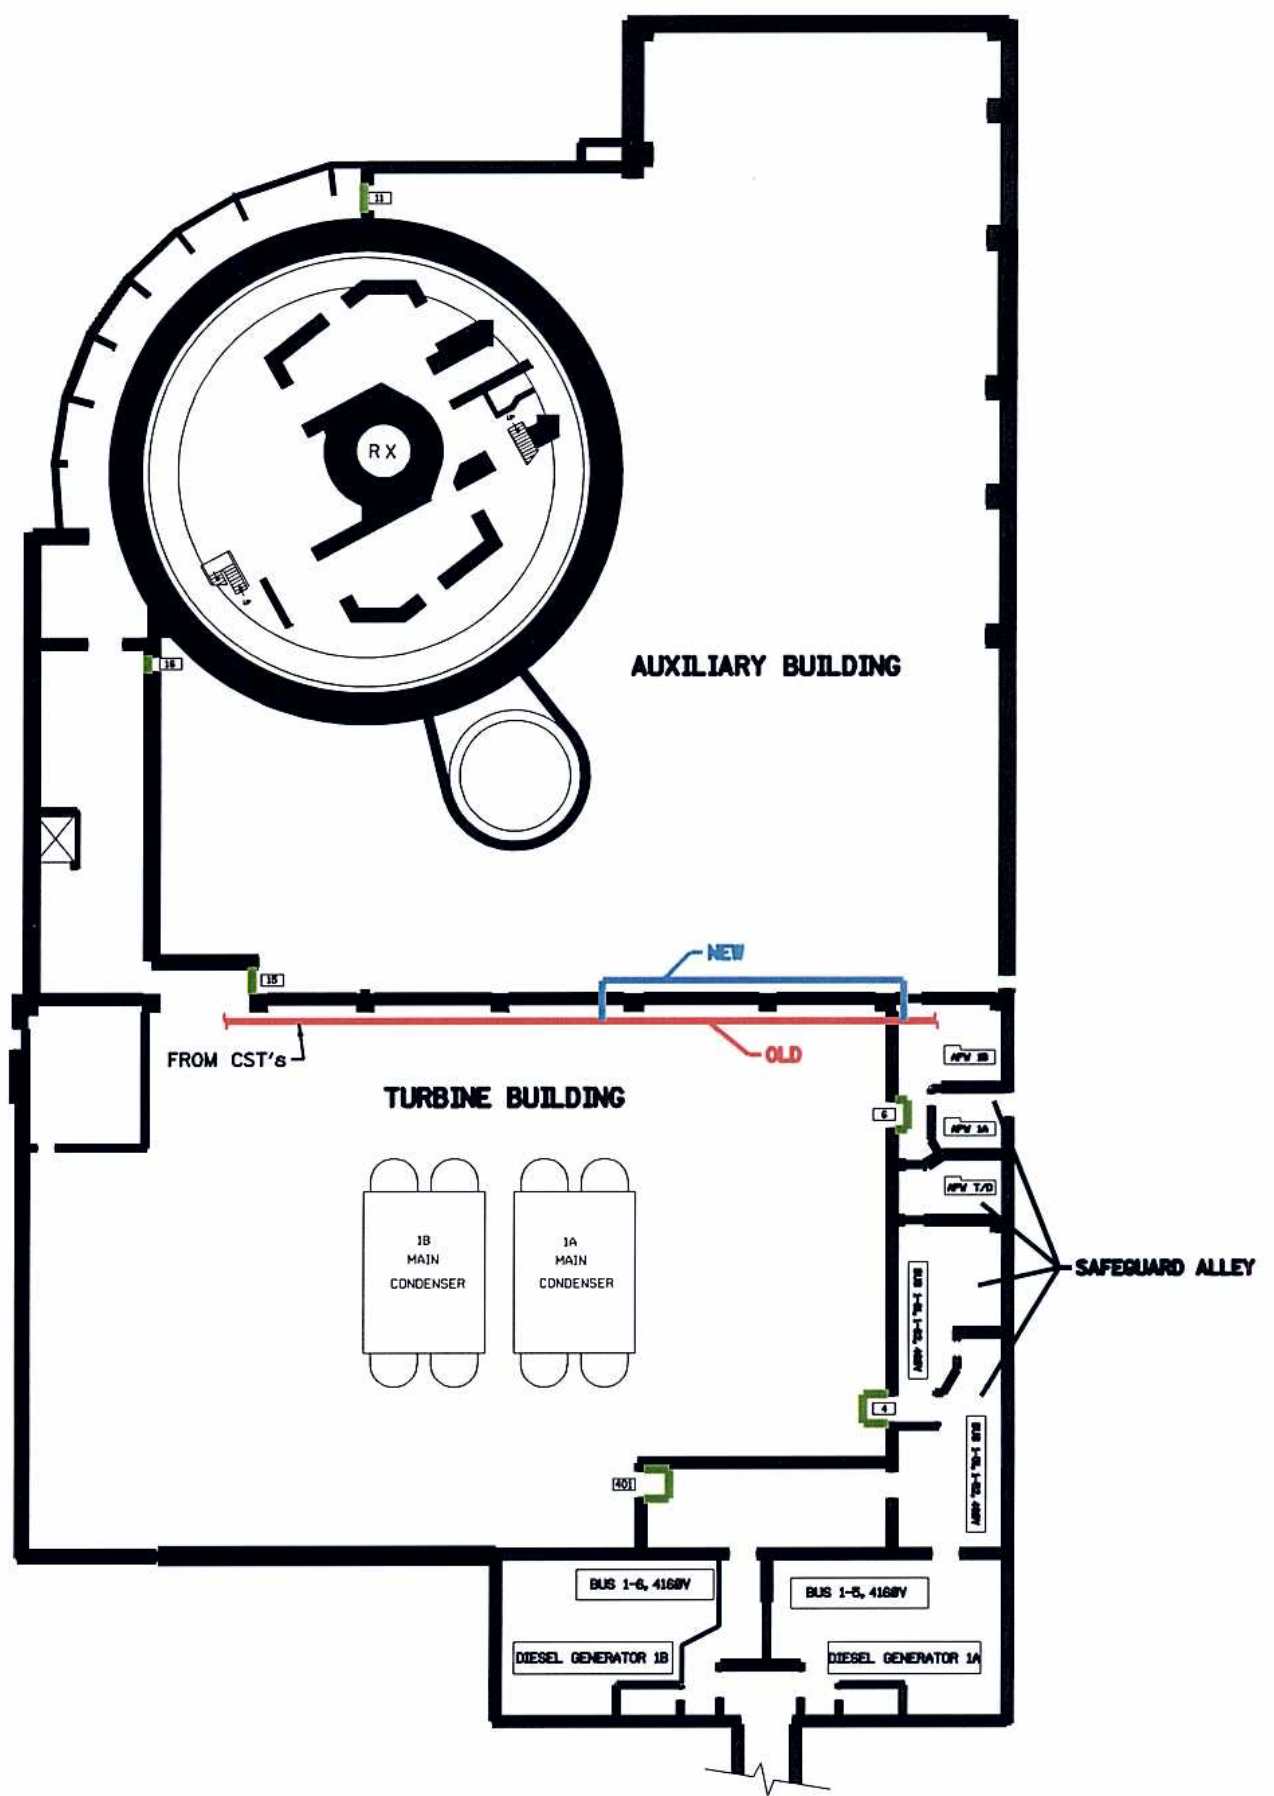 11
RX
16
AUXILIARY BUILDING
NEW
15
FROM CST's
OLD
AFW 1B
TURBINE BUILDING
6
AFW 1A
AFW T/D
1B
MAIN
CONDENSER
1A
MAIN
CONDENSER
SAFEGUARD ALLEY
4
401
BUS 1-6, 4160V
BUS 1-5, 4160V
DIESEL GENERATOR 1B
DIESEL GENERATOR 1A